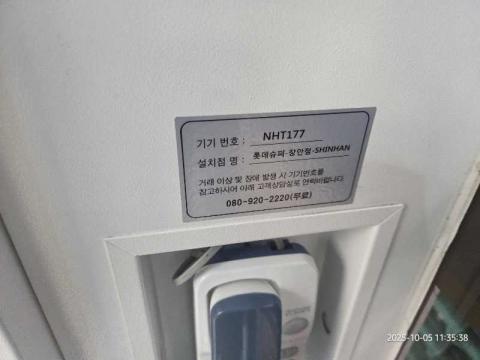 기기 번호 : NHT177
설치점 명 : 롯데슈퍼-장안점-SHINHAN
거래 이상 및 장애 발생 시 기기번호를
참고하시어 아래 고객상담실로 연락바랍니다.
080-920-2220(무료)
2025-10-05 11:35:38